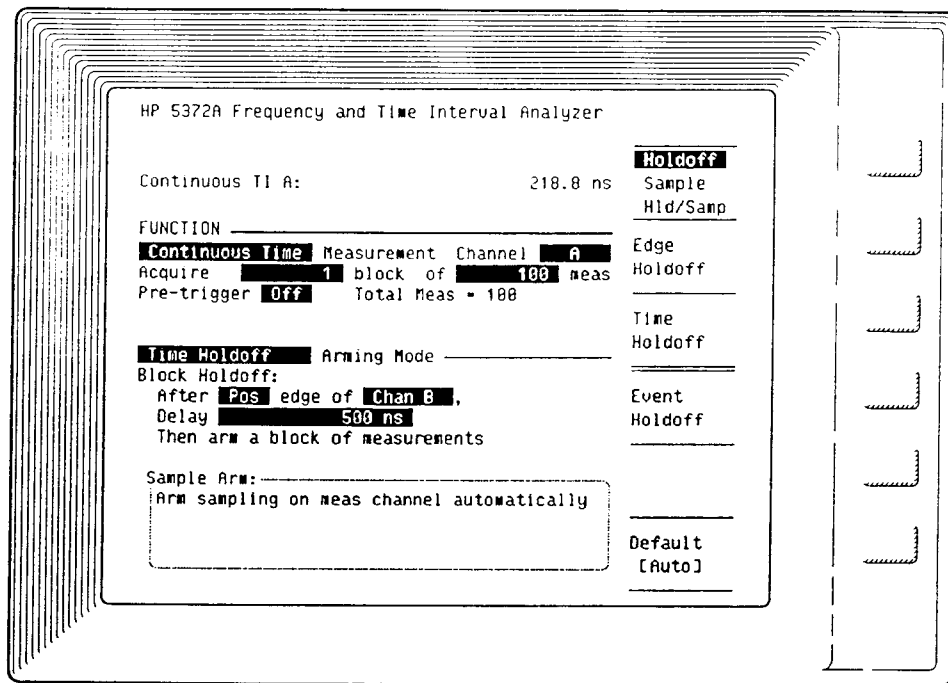 HP 5372A Frequency and Time Interval Analyzer
Continuous TI A: 218.8 ns
FUNCTION
Continuous Time Measurement Channel A
Acquire 1 block of 100 meas
Pre-trigger Off Total Meas = 100
Time Holdoff Arming Mode
Block Holdoff:
After Pos edge of Chan B ,
Delay 500 ns
Then arm a block of measurements
Sample Arm:
Arm sampling on meas channel automatically
Holdoff
Sample
Hld/Samp
Edge
Holdoff
Time
Holdoff
Event
Holdoff
Default
[Auto]